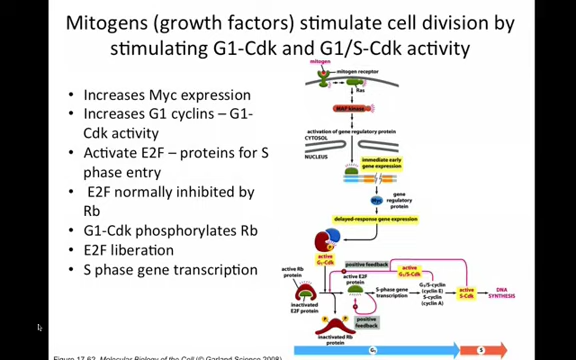 Mitogens (growth factors) stimulate cell division by
stimulating G1-Cdk and G1/S-Cdk activity
• Increases Myc expression
• Increases G1 cyclins – G1-
Cdk activity
• Activate E2F – proteins for S
phase entry
• E2F normally inhibited by
Rb
• G1-Cdk phosphorylates Rb
• E2F liberation
• S phase gene transcription
mitogen
mitogen receptor
Ras
MAP kinase
activation of gene regulatory protein
CYTOSOL
NUCLEUS
immediate early
gene expression
Myc
gene
regulatory
protein
delayed-response gene expression
active
G₁-Cdk
positive feedback
active
G₁/S-Cdk
active Rb
protein
active E2F
protein
S-phase gene
transcription
G₁/S-cyclin
(cyclin E)
S-cyclin
(cyclin A)
active
S-Cdk
DNA
SYNTHESIS
inactivated
E2F protein
positive
feedback
P
P
inactivated Rb
protein
G₁
S
Figure 17-62 Molecular Biology of the Cell (© Garland Science 2008)